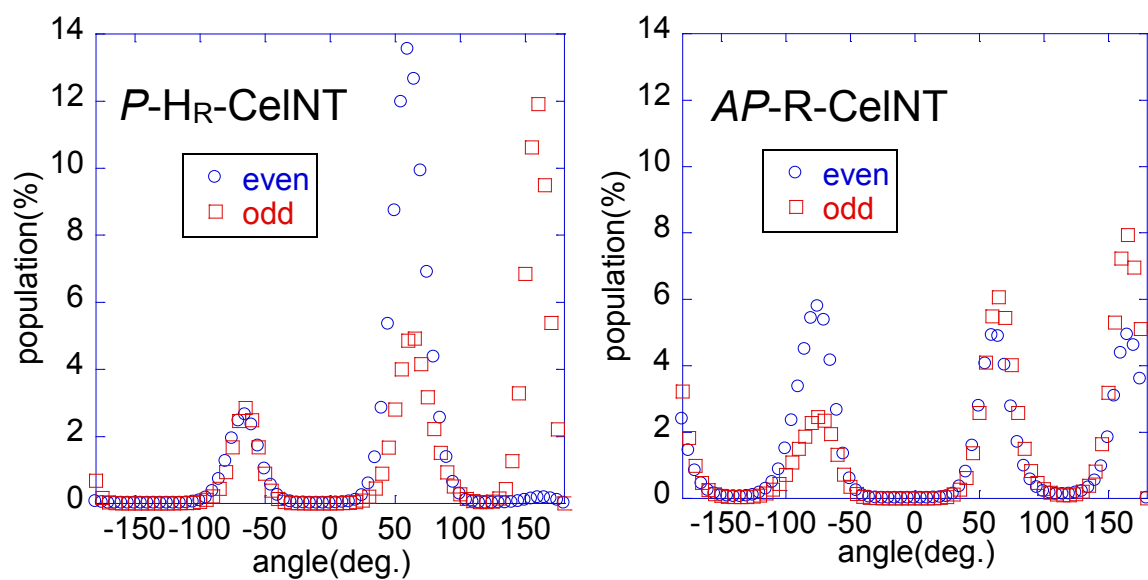 14
12
10
8
6
4
2
0
population(%)
P-HR-CelNT
even
odd
-150 -100 -50 0 50 100 150
angle(deg.)
14
12
10
8
6
4
2
0
population(%)
AP-R-CelNT
even
odd
-150 -100 -50 0 50 100 150
angle(deg.)